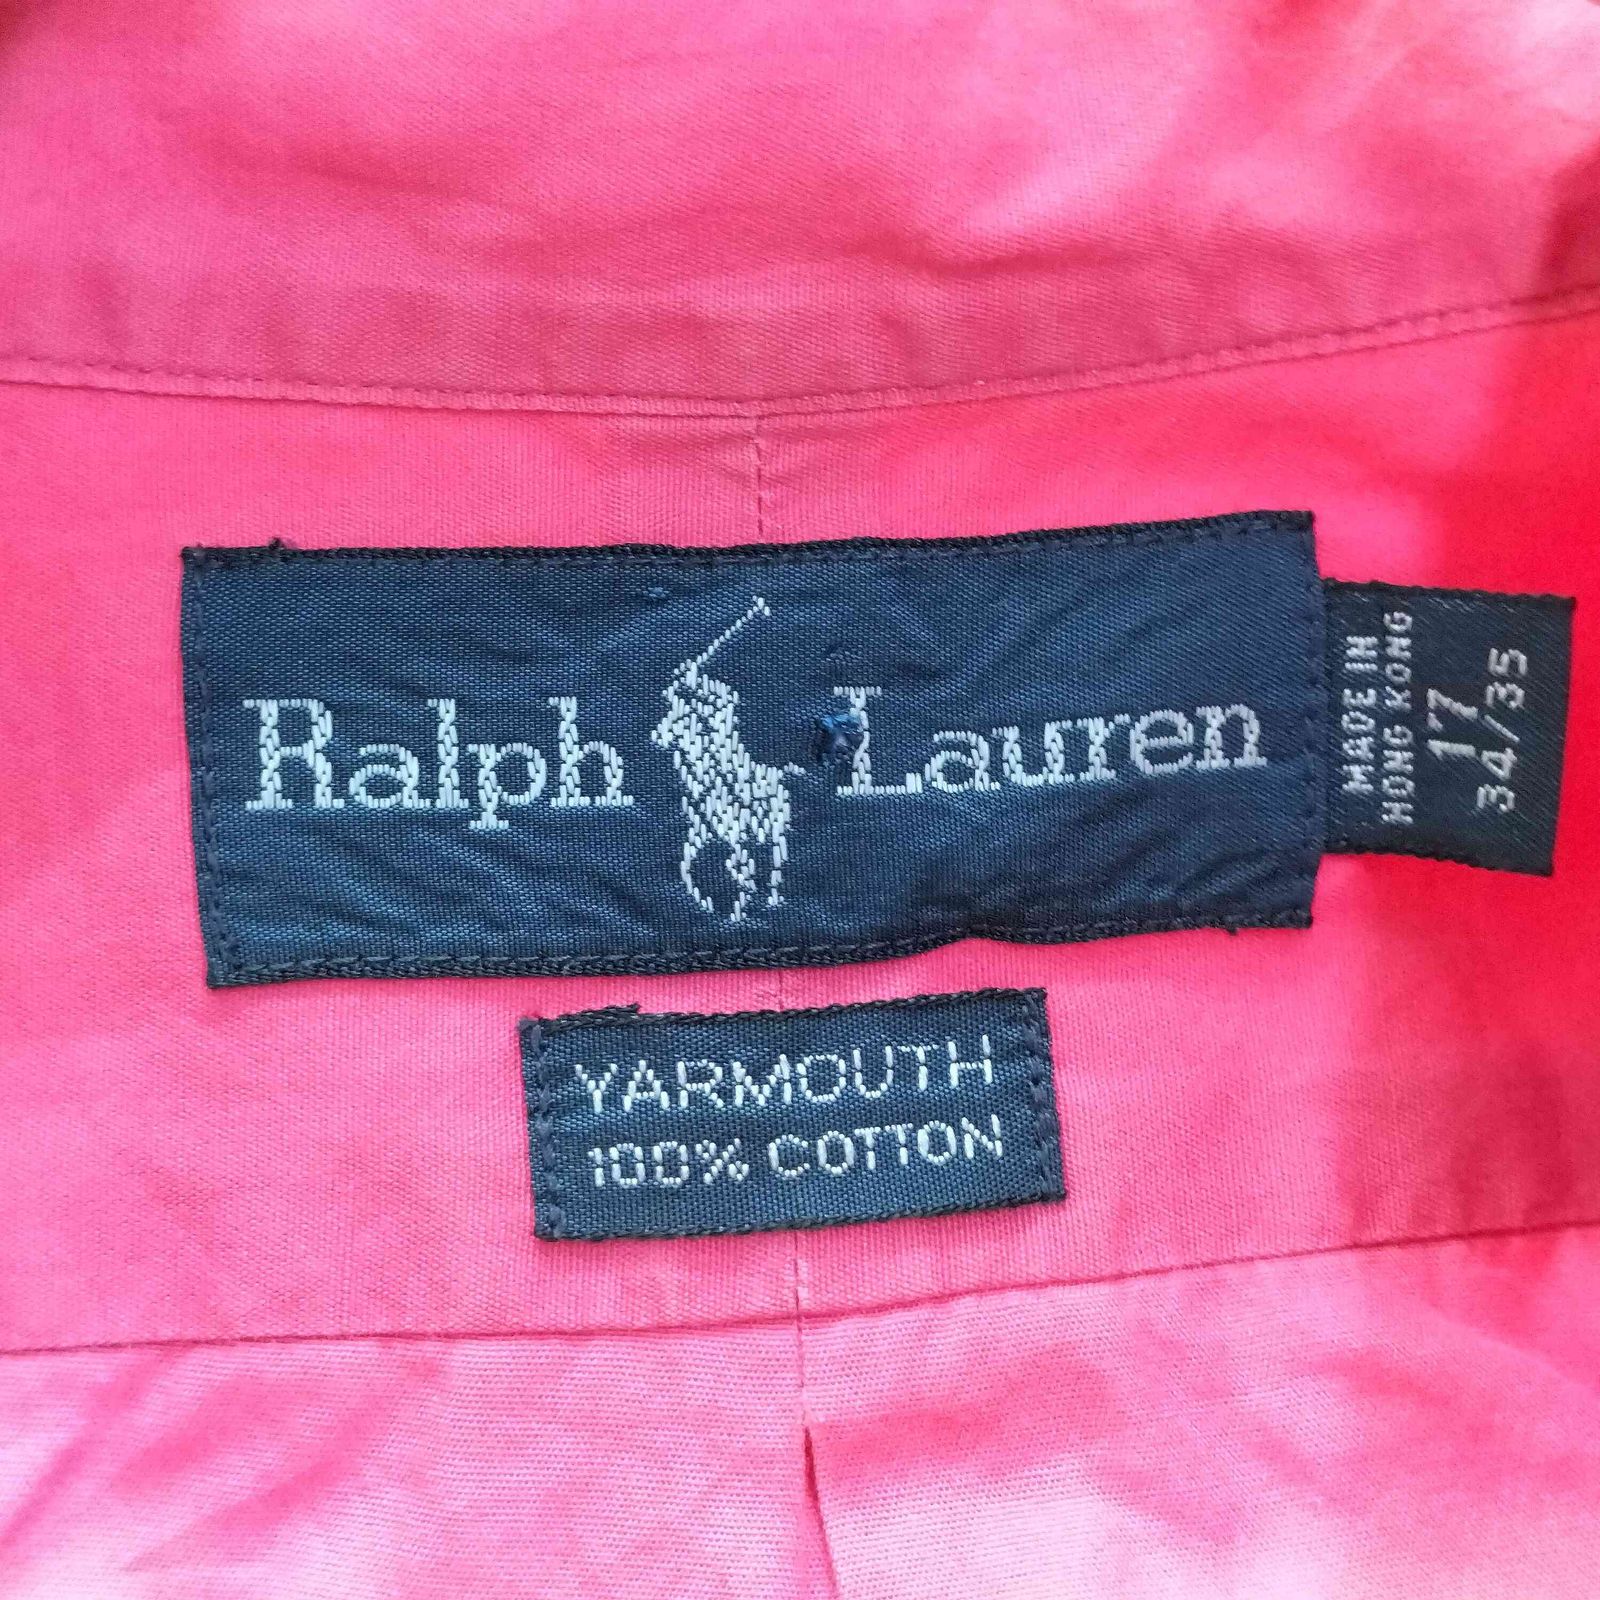 Ralph Lauren
MADE IN
HONG KONG
17
34/35
YARMOUTH
100% COTTON